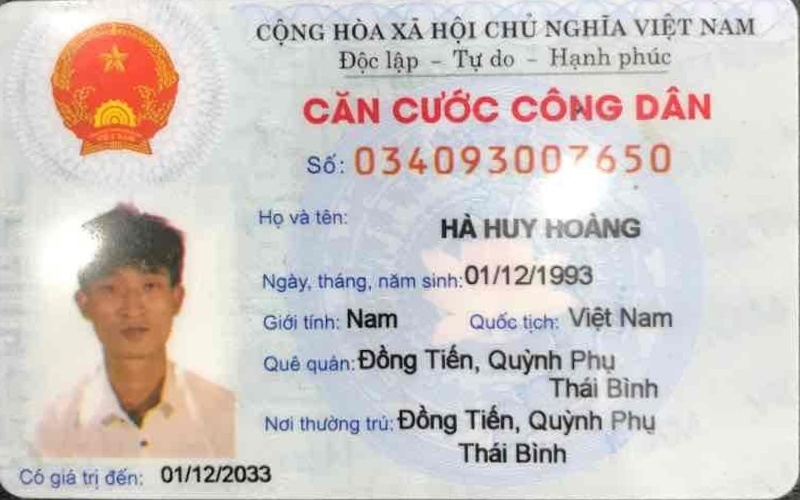 CỘNG HÒA XÃ HỘI CHỦ NGHĨA VIỆT NAM
Độc lập - Tự do - Hạnh phúc
CĂN CƯỚC CÔNG DÂN
Số: 034093007650
Họ và tên: HÀ HUY HOÀNG
Ngày, tháng, năm sinh: 01/12/1993
Giới tính: Nam Quốc tịch: Việt Nam
Quê quán: Đồng Tiến, Quỳnh Phụ
Thái Bình
Nơi thường trú: Đồng Tiến, Quỳnh Phụ
Thái Bình
Có giá trị đến: 01/12/2033